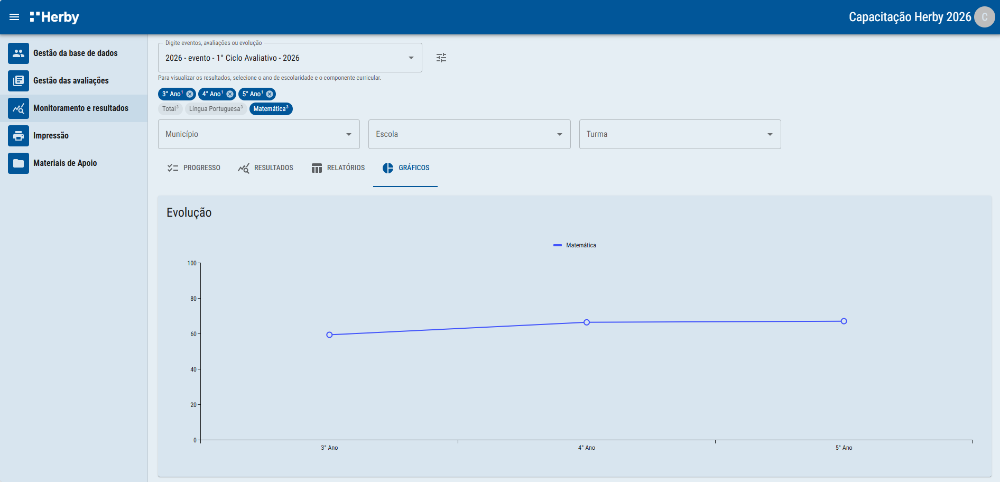 Herby
Capacitação Herby 2026
C
Gestão da base de dados
Gestão das avaliações
Monitoramento e resultados
Impressão
Materiais de Apoio
Digite eventos, avaliações ou evolução
2026 - evento - 1° Ciclo Avaliativo - 2026
Para visualizar os resultados, selecione o ano de escolaridade e o componente curricular.
3° Ano¹ 4° Ano¹ 5° Ano¹
Total³ Língua Portuguesa³ Matemática³
Município Escola Turma
PROGRESSO RESULTADOS RELATÓRIOS GRÁFICOS
Evolução
Matemática
100
80
60
40
20
0
3° Ano 4° Ano 5° Ano